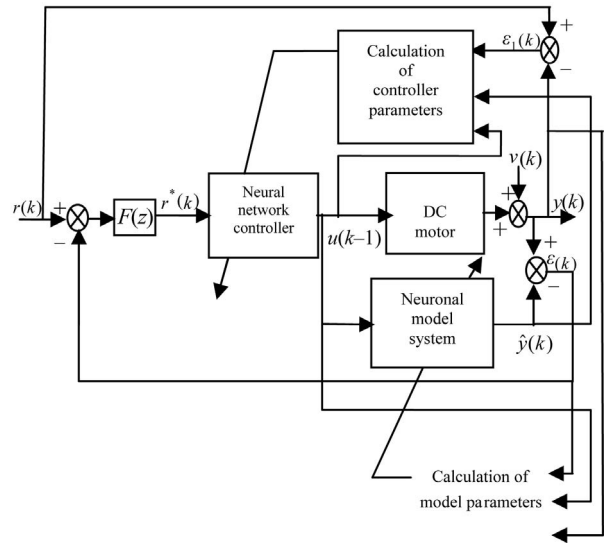 +
ε₁(k)
−
Calculation
of
controller
parameters
v(k)
r(k)
+
−
F(z)
r*(k)
Neural
network
controller
u(k–1)
DC
motor
+
+
y(k)
+
ε(k)
−
Neuronal
model
system
ŷ(k)
Calculation of
model parameters